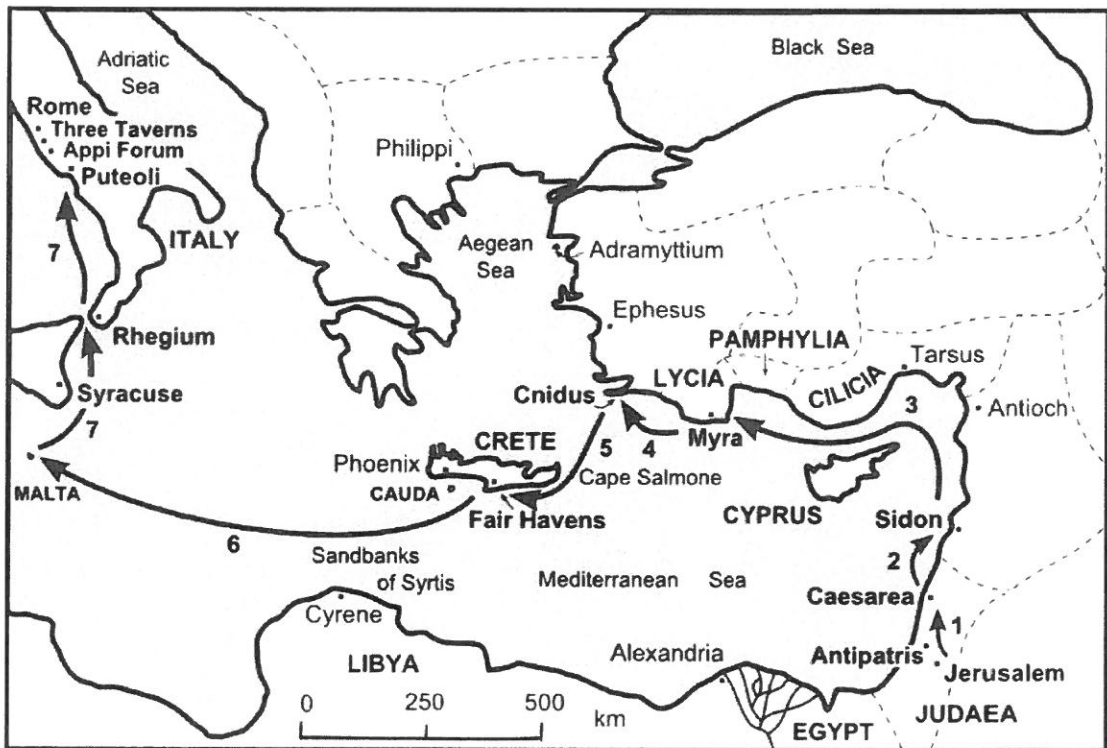 Adriatic
Sea
Black Sea
Rome
Three Taverns
Appi Forum
Puteoli
Philippi
7
ITALY
Aegean
Sea
Adramyttium
Rhegium
Ephesus
PAMPHYLIA
Tarsus
Syracuse
7
Cnidus
LYCIA
CILICIA
3
Antioch
Myra
4
5
CRETE
Phoenix
CAUDA
Cape Salmone
MALTA
Fair Havens
CYPRUS
Sidon
6
2
Sandbanks
of Syrtis
Mediterranean Sea
Caesarea
Cyrene
1
LIBYA
Alexandria
Antipatris
Jerusalem
0 250 500
km
EGYPT
JUDAEA